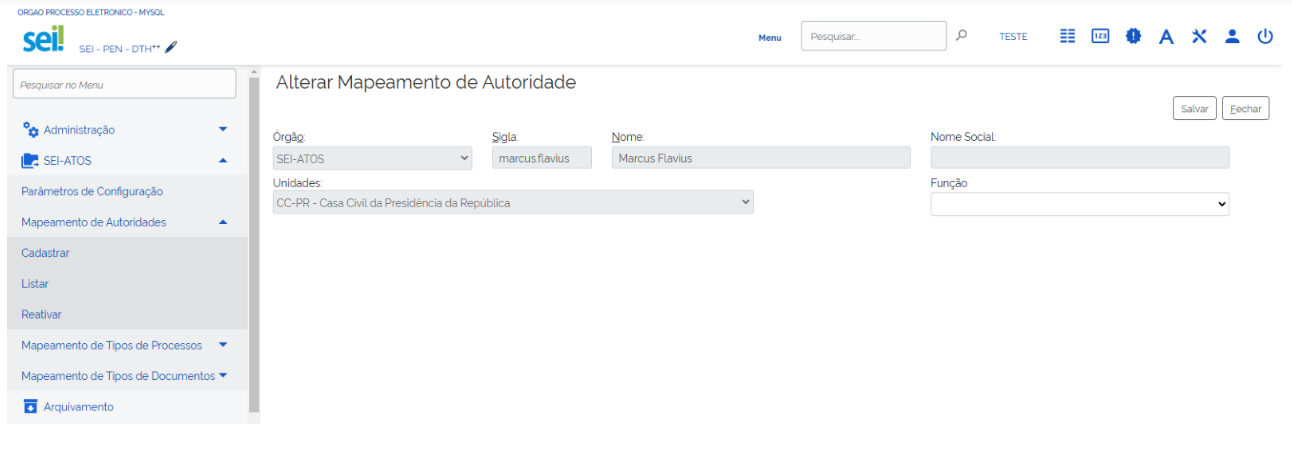 ORGAO PROCESSO ELETRONICO - MYSQL
sei! SEI - PEN - DTH++ Menu Pesquisar... TESTE 123 A
Pesquisar no Menu
Alterar Mapeamento de Autoridade
Salvar Fechar
Administração
Órgão: Sigla: Nome: Nome Social:
SEI-ATOS
SEI-ATOS marcus.flavius Marcus Flavius
Unidades: Função
Parâmetros de Configuração
CC-PR - Casa Civil da Presidência da República
Mapeamento de Autoridades
Cadastrar
Listar
Reativar
Mapeamento de Tipos de Processos
Mapeamento de Tipos de Documentos
Arquivamento